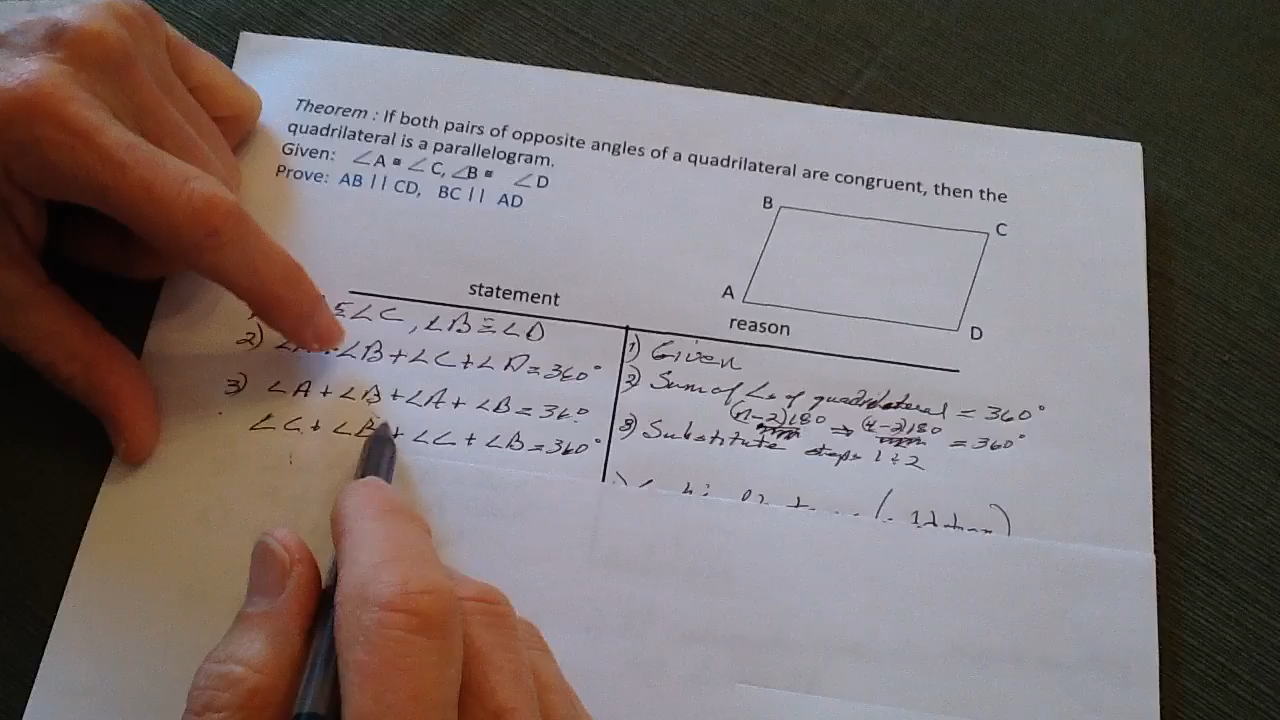 Theorem : If both pairs of opposite angles of a quadrilateral are congruent, then the
quadrilateral is a parallelogram.
Given: ∠A ≅ ∠C, ∠B ≅ ∠D
Prove: AB || CD, BC || AD
B
C
A
D
statement
reason
≅ ∠C, ∠B ≅ ∠D
2) ∠B + ∠C + ∠D = 360°
3) ∠A + ∠B + ∠A + ∠B = 360
∠C + ∠B + ∠C + ∠B = 360°
1) Given
2) Sum of ∠s of quadrilateral = 360°
(n-2)180 ⇒ (4-2)180 = 360°
3) Substitute steps 1 & 2